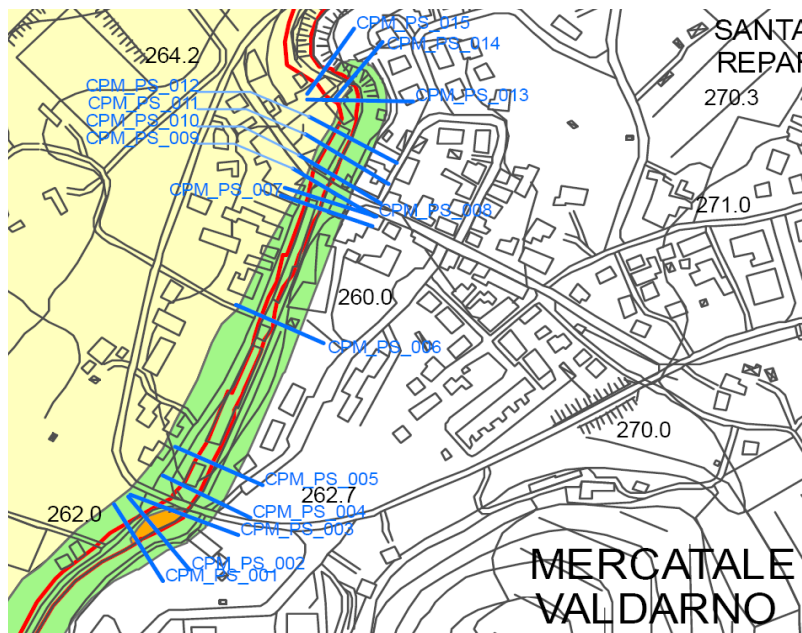 CPM_PS_015
SANTA
CPM_PS_014
REPAR
264.2
CPM_PS_012
CPM_PS_013
270.3
CPM_PS_011
CPM_PS_010
CPM_PS_009
CPM_PS_007
CPM_PS_008
271.0
260.0
CPM_PS_006
270.0
CPM_PS_005
262.7
262.0
CPM_PS_004
CPM_PS_003
CPM_PS_002
CPM_PS_001
MERCATALE
VALDARNO